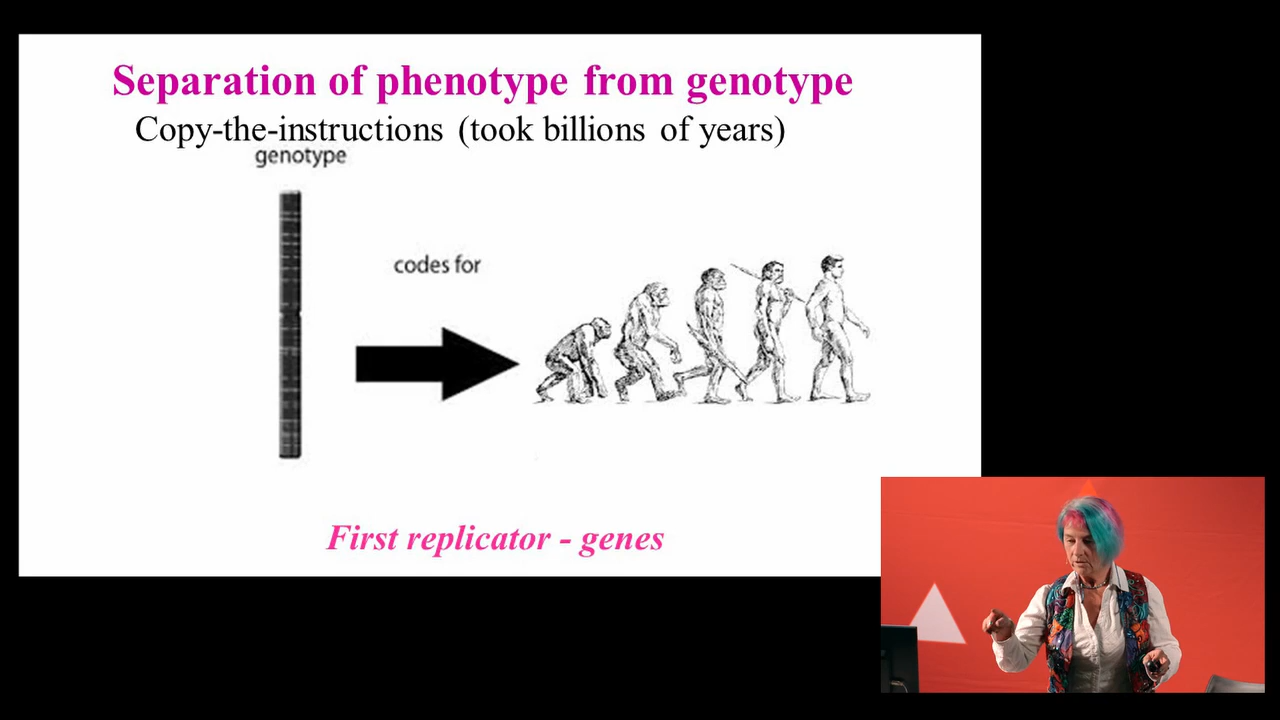 Separation of phenotype from genotype
Copy-the-instructions (took billions of years)
genotype
codes for
First replicator - genes